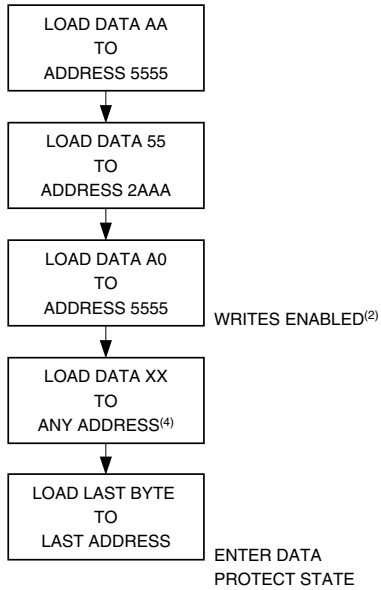 LOAD DATA AA
TO
ADDRESS 5555
LOAD DATA 55
TO
ADDRESS 2AAA
LOAD DATA A0
TO
ADDRESS 5555
WRITES ENABLED(2)
LOAD DATA XX
TO
ANY ADDRESS(4)
LOAD LAST BYTE
TO
LAST ADDRESS
ENTER DATA
PROTECT STATE